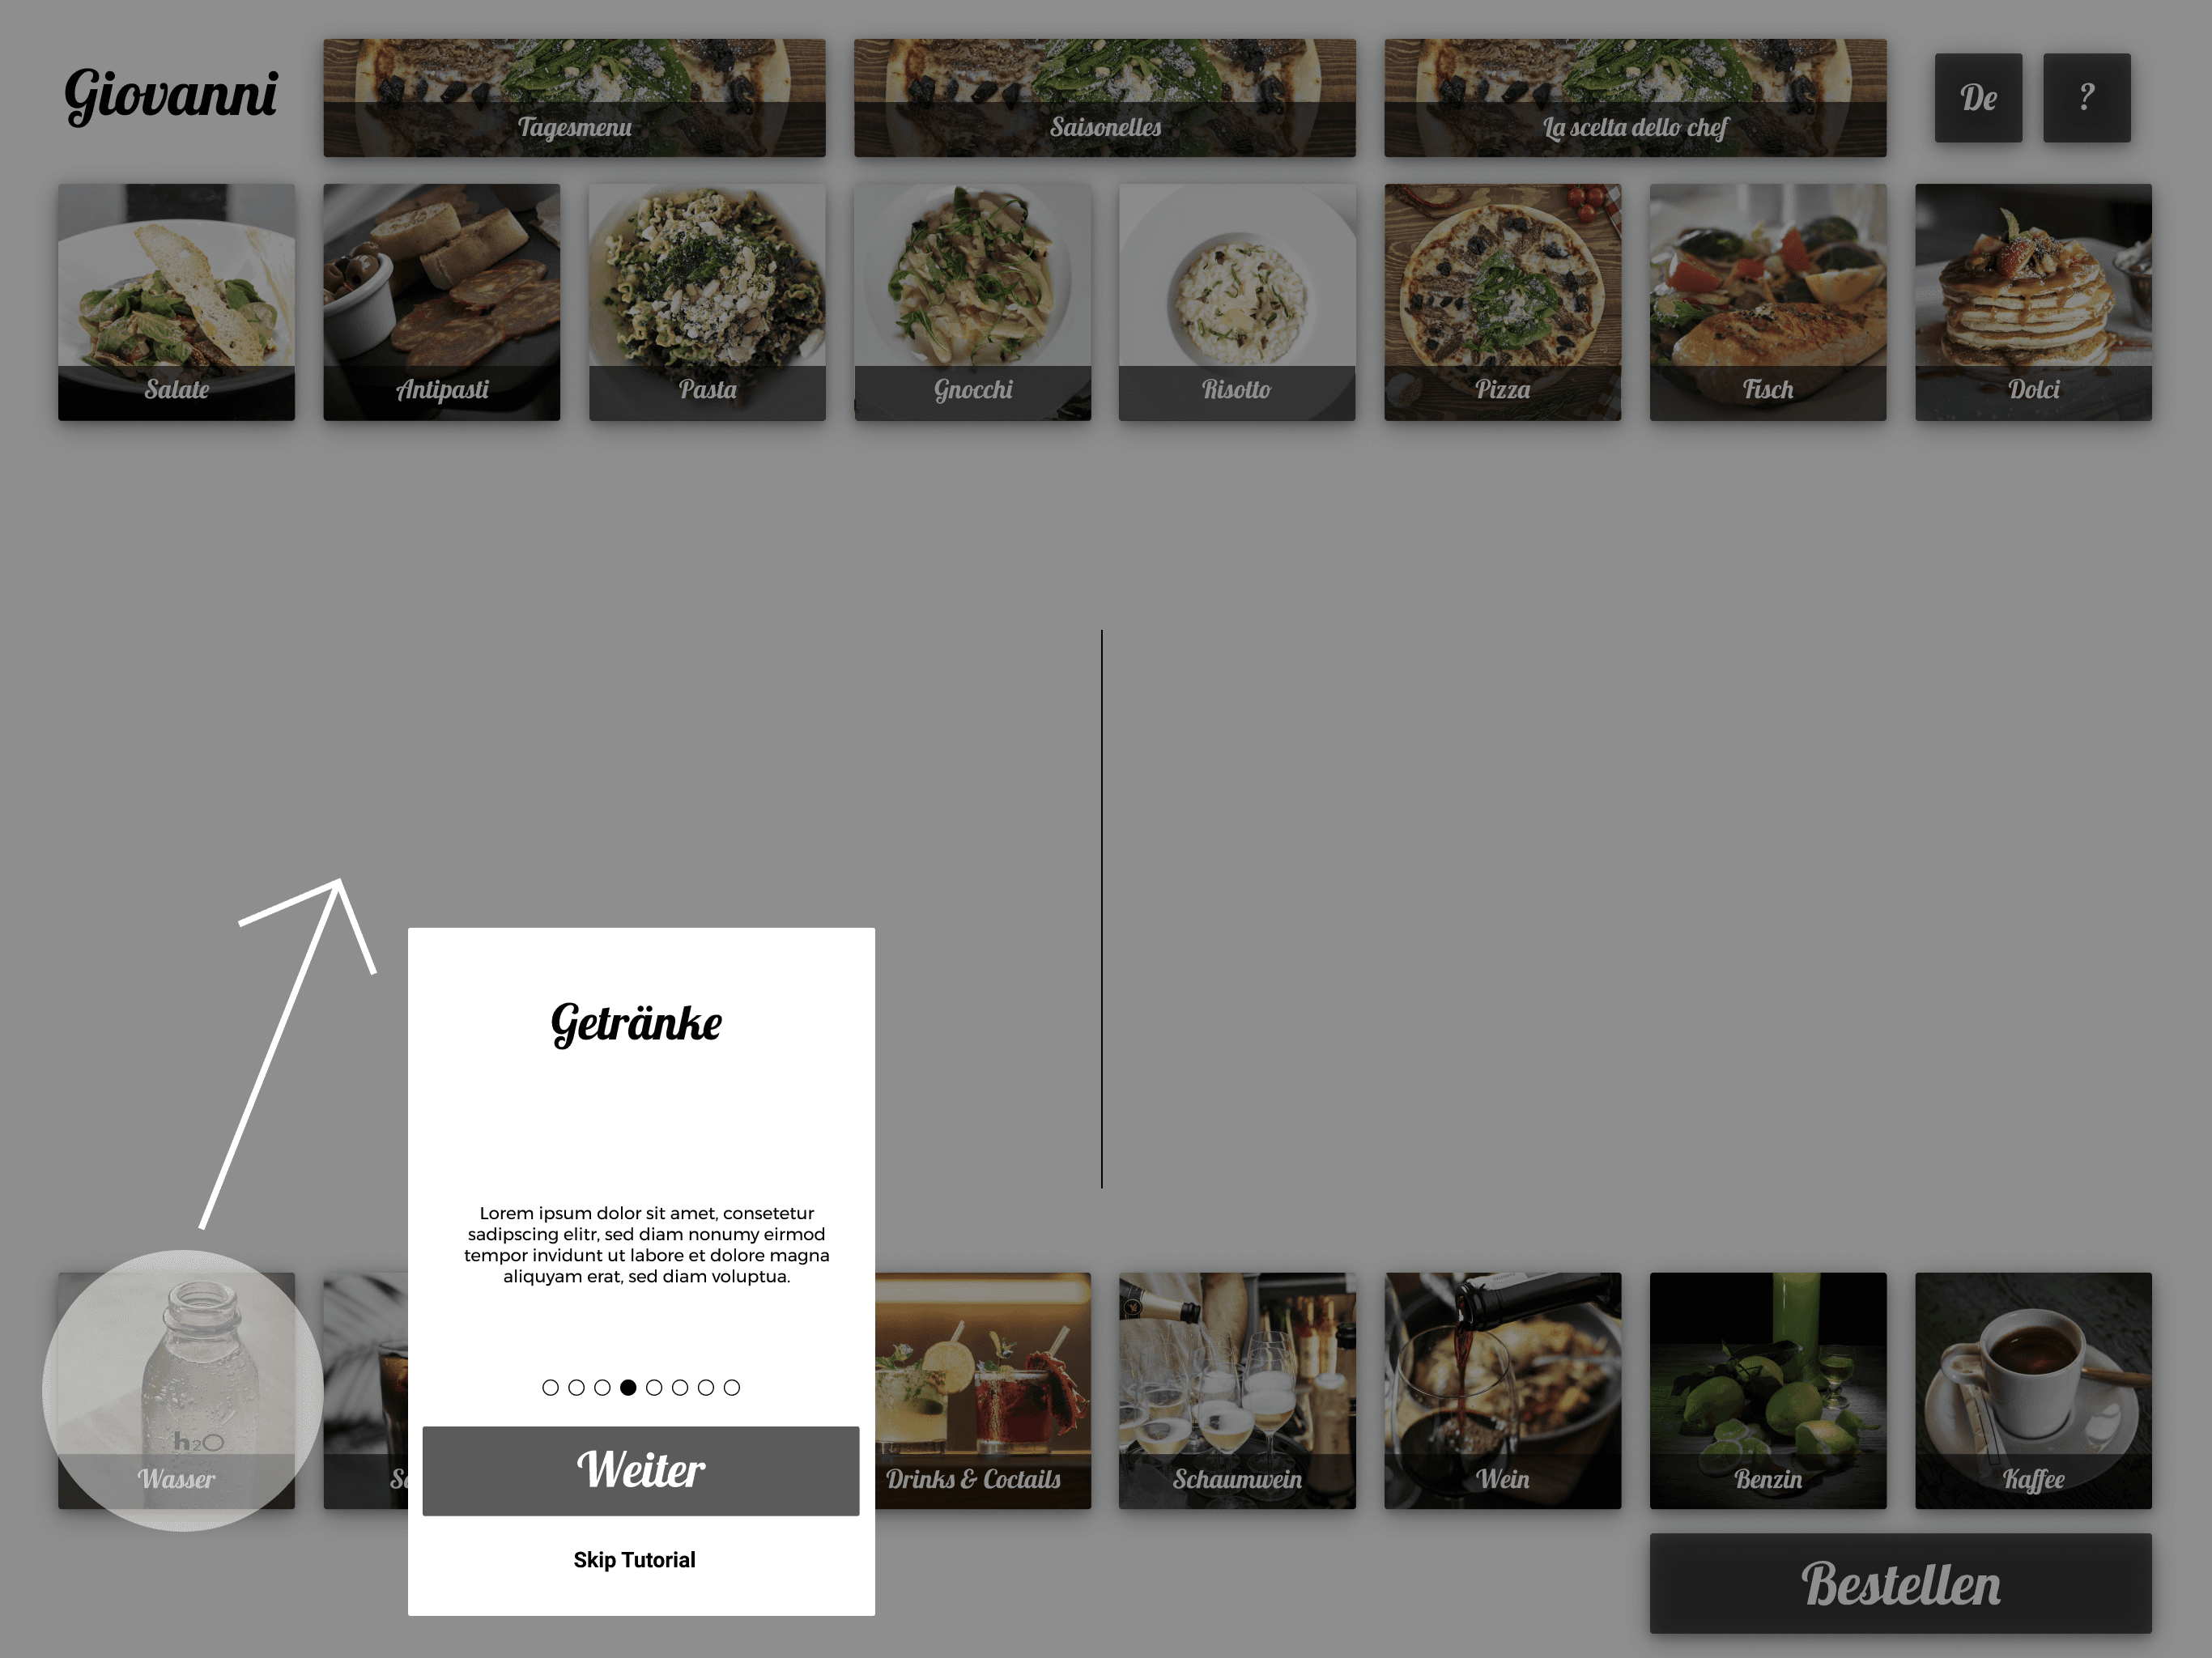 Giovanni
Tagesmenu
Saisonelles
La scelta dello chef
De
?
Salate
Antipasti
Pasta
Gnocchi
Risotto
Pizza
Fisch
Dolci
Getränke
Lorem ipsum dolor sit amet, consetetur
sadipscing elitr, sed diam nonumy eirmod
tempor invidunt ut labore et dolore magna
aliquyam erat, sed diam voluptua.
Weiter
Skip Tutorial
h2O
Wasser
Drinks & Coctails
Schaumwein
Wein
Benzin
Kaffee
Bestellen